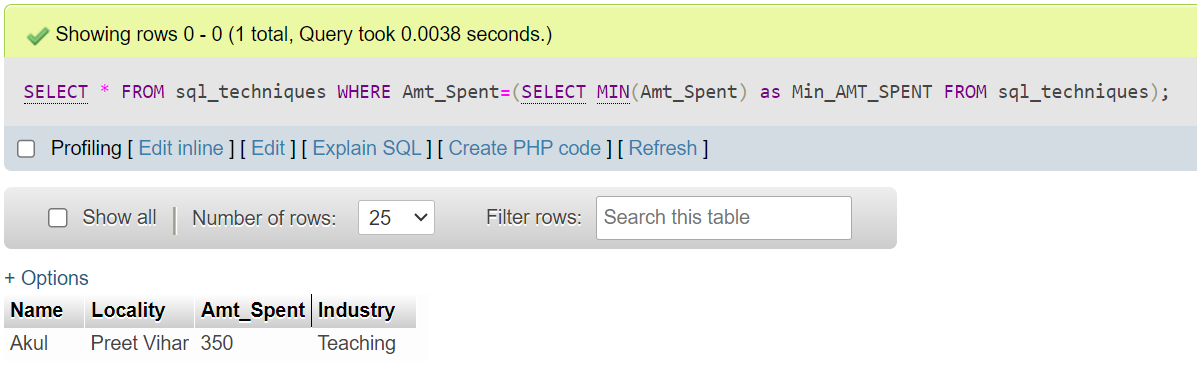 Showing rows 0 - 0 (1 total, Query took 0.0038 seconds.)
SELECT * FROM sql_techniques WHERE Amt_Spent=(SELECT MIN(Amt_Spent) as Min_AMT_SPENT FROM sql_techniques);
Profiling [ Edit inline ] [ Edit ] [ Explain SQL ] [ Create PHP code ] [ Refresh ]
Show all | Number of rows: 25 Filter rows: Search this table
+ Options
Name Locality Amt_Spent Industry
Akul Preet Vihar 350 Teaching